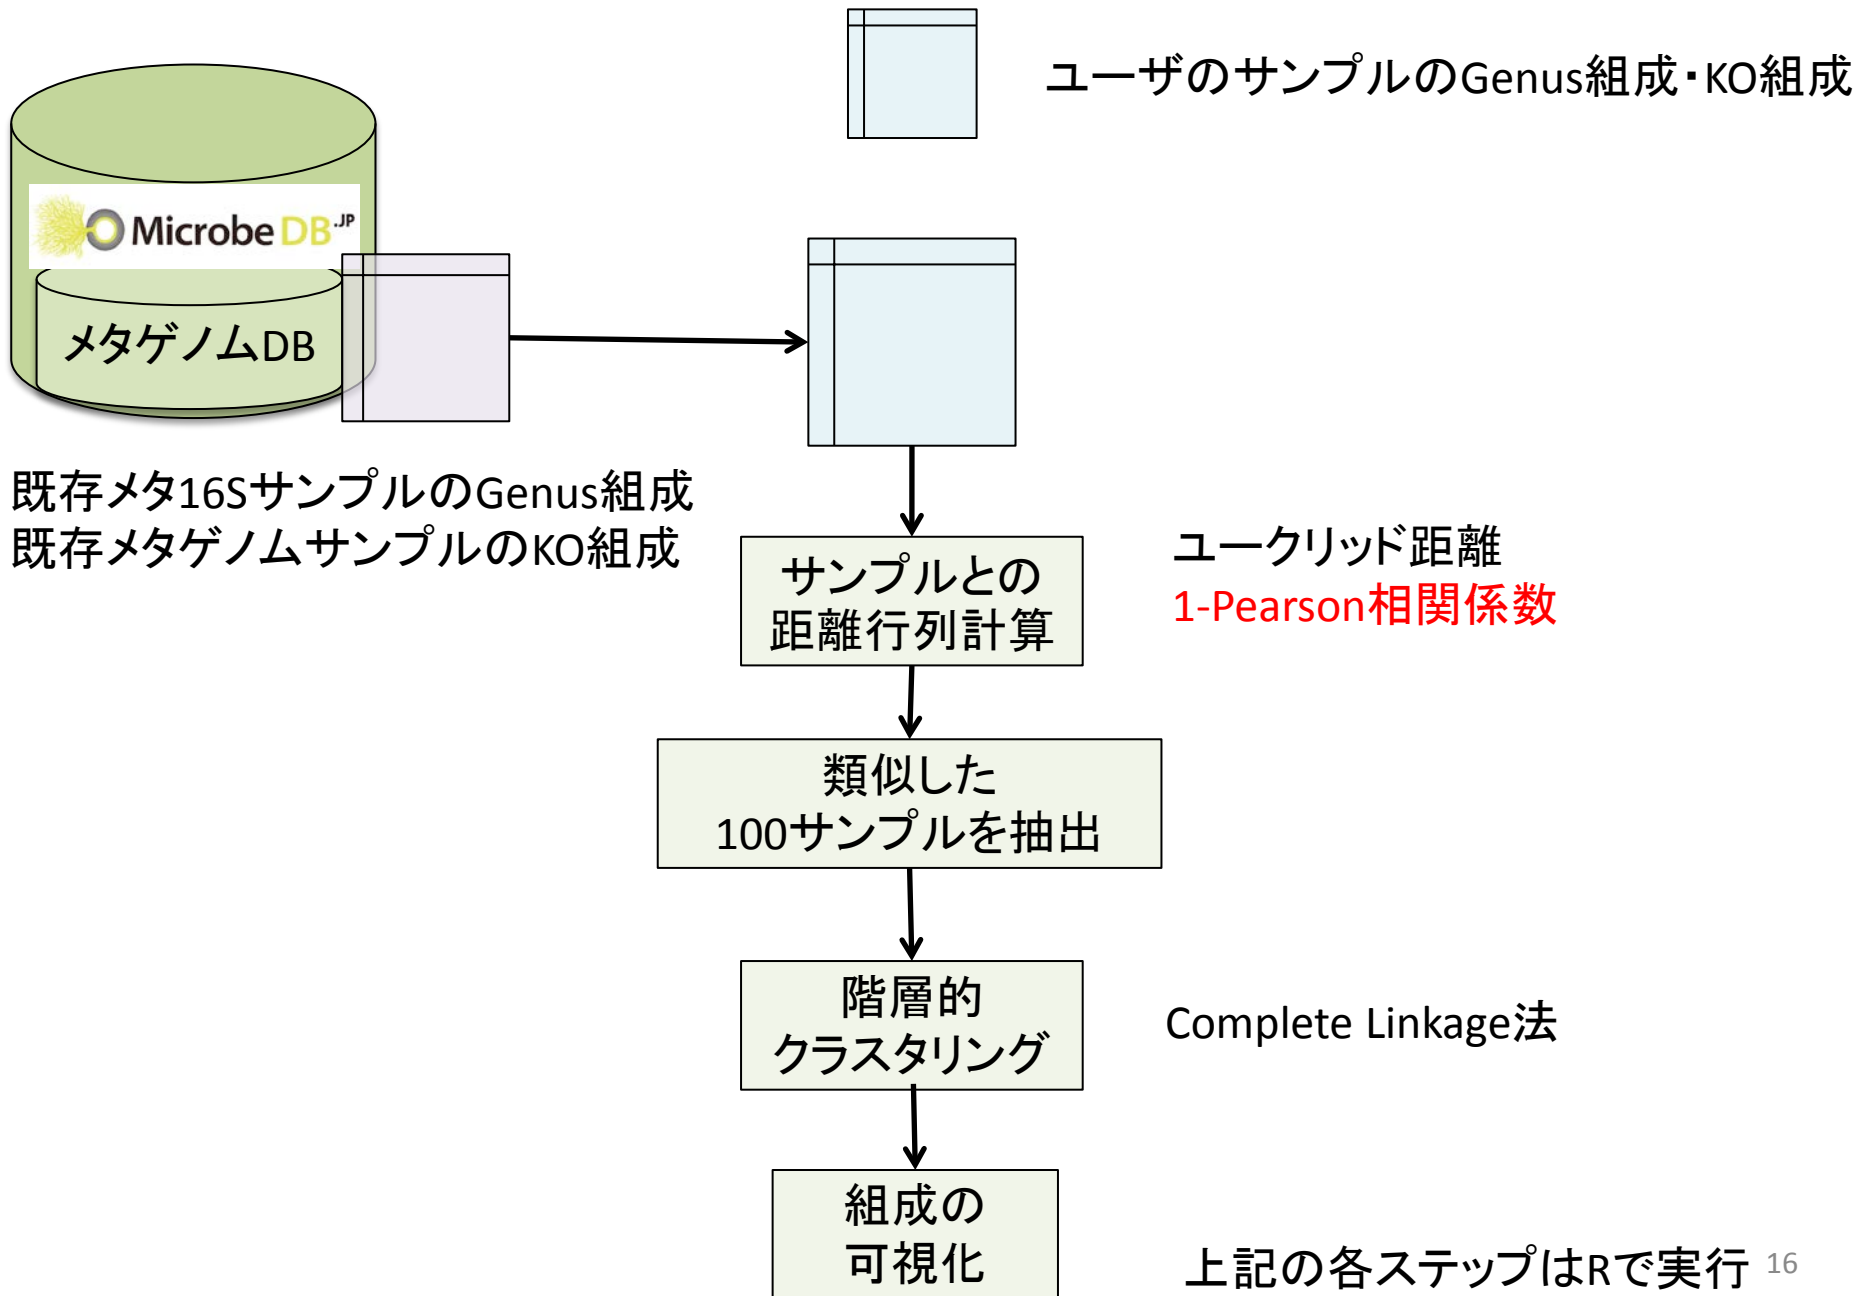 ユーザのサンプルのGenus組成・KO組成
MicrobeDB.JP
メタゲノムDB
既存メタ16SサンプルのGenus組成
既存メタゲノムサンプルのKO組成
サンプルとの
距離行列計算
ユークリッド距離
1-Pearson相関係数
類似した
100サンプルを抽出
階層的
クラスタリング
Complete Linkage法
組成の
可視化
上記の各ステップはRで実行
16